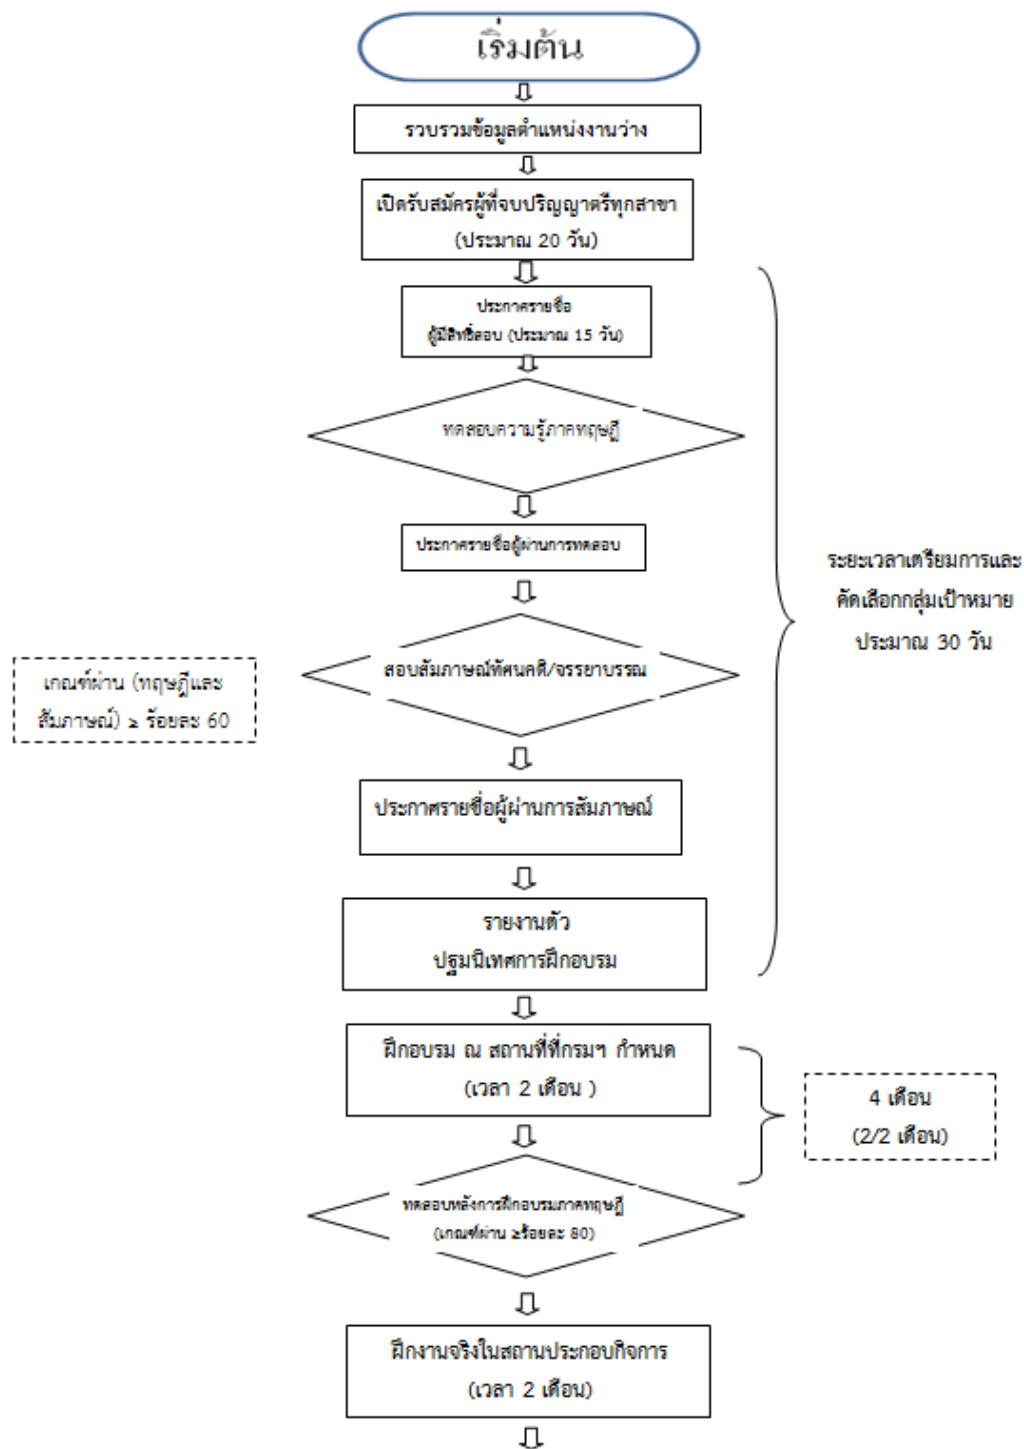 เริ่มต้น
รวบรวมข้อมูลตำแหน่งงานว่าง
เปิดรับสมัครผู้ที่จบปริญญาตรีทุกสาขา
(ประมาณ 20 วัน)
ประกาศรายชื่อ
ผู้มีสิทธิ์สอบ (ประมาณ 15 วัน)
ทดสอบความรู้ภาคทฤษฎี
ประกาศรายชื่อผู้ผ่านการทดสอบ
ระยะเวลาเตรียมการและ
คัดเลือกกลุ่มเป้าหมาย
ประมาณ 30 วัน
สอบสัมภาษณ์ทัศนคติ/จรรยาบรรณ
เกณฑ์ผ่าน (ทฤษฎีและ
สัมภาษณ์) ≥ ร้อยละ 60
ประกาศรายชื่อผู้ผ่านการสัมภาษณ์
รายงานตัว
ปฐมนิเทศการฝึกอบรม
ฝึกอบรม ณ สถานที่ที่กรมฯ กำหนด
(เวลา 2 เดือน )
4 เดือน
(2/2 เดือน)
ทดสอบหลังการฝึกอบรมภาคทฤษฎี
(เกณฑ์ผ่าน ≥ร้อยละ 80)
ฝึกงานจริงในสถานประกอบกิจการ
(เวลา 2 เดือน)